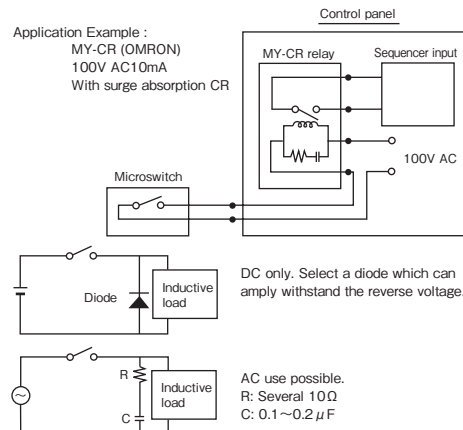 Control panel
Application Example :
MY-CR (OMRON)
100V AC10mA
With surge absorption CR
MY-CR relay
Sequencer input
100V AC
Microswitch
Diode
Inductive
load
DC only. Select a diode which can
amply withstand the reverse voltage.
R
C
Inductive
load
AC use possible.
R: Several 10Ω
C: 0.1～0.2μF